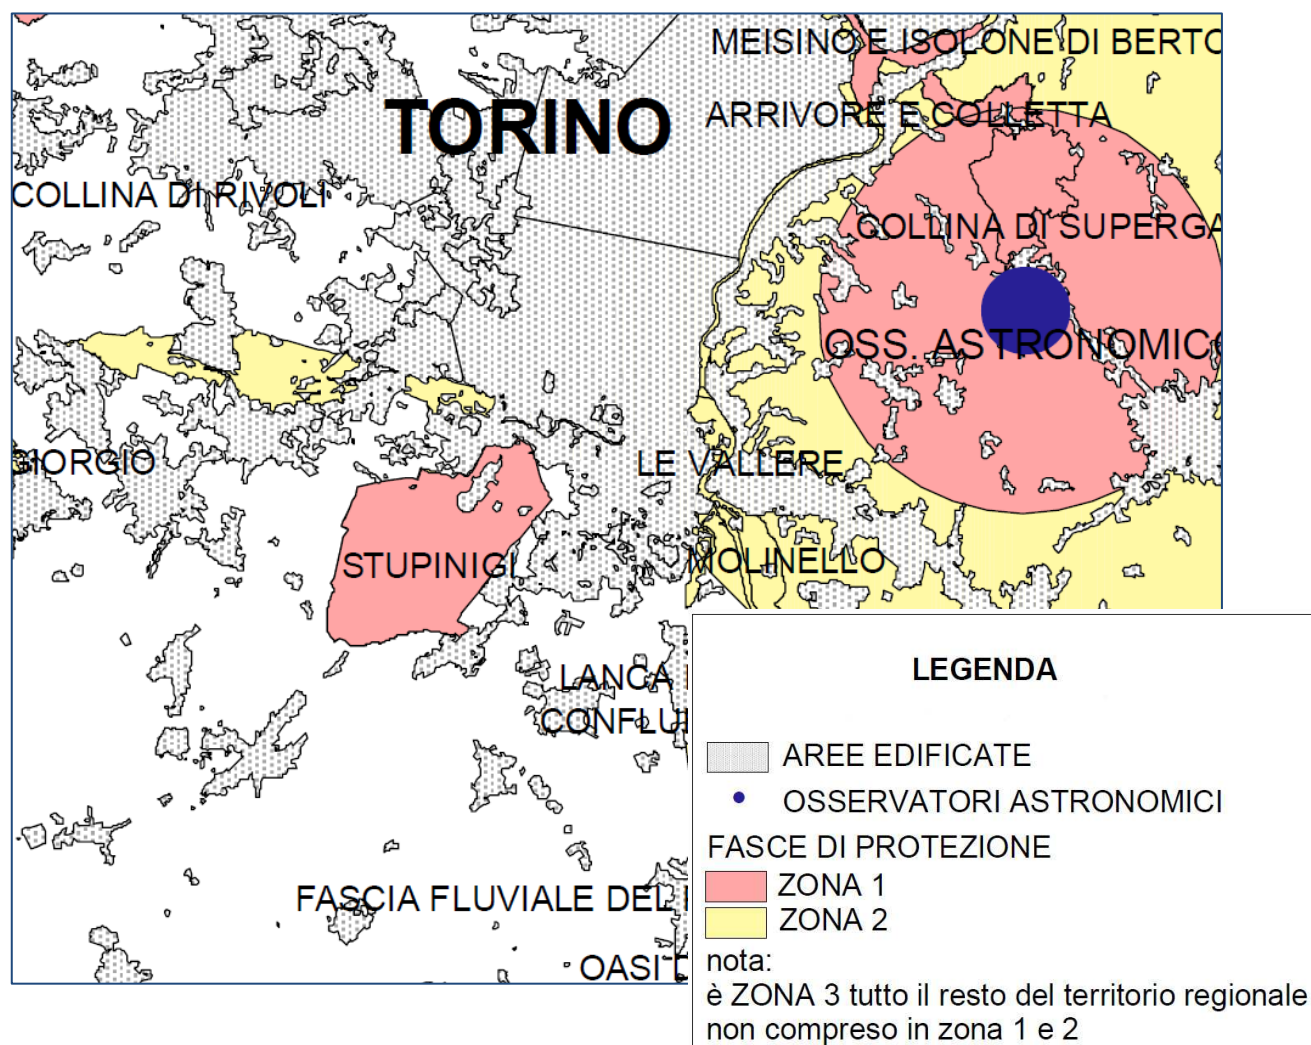 MEISINO E ISOLONE DI BERTO
TORINO
ARRIVORE E COLLETTA
COLLINA DI RIVOLI
COLLINA DI SUPERGA
OSS. ASTRONOMICO
GIORGIO
LE VALLERE
STUPINIGI
MOLINELLO
LANCA
CONFLU
FASCIA FLUVIALE DEL
OASI D
LEGENDA
AREE EDIFICATE
OSSERVATORI ASTRONOMICI
FASCE DI PROTEZIONE
ZONA 1
ZONA 2
nota:
è ZONA 3 tutto il resto del territorio regionale
non compreso in zona 1 e 2